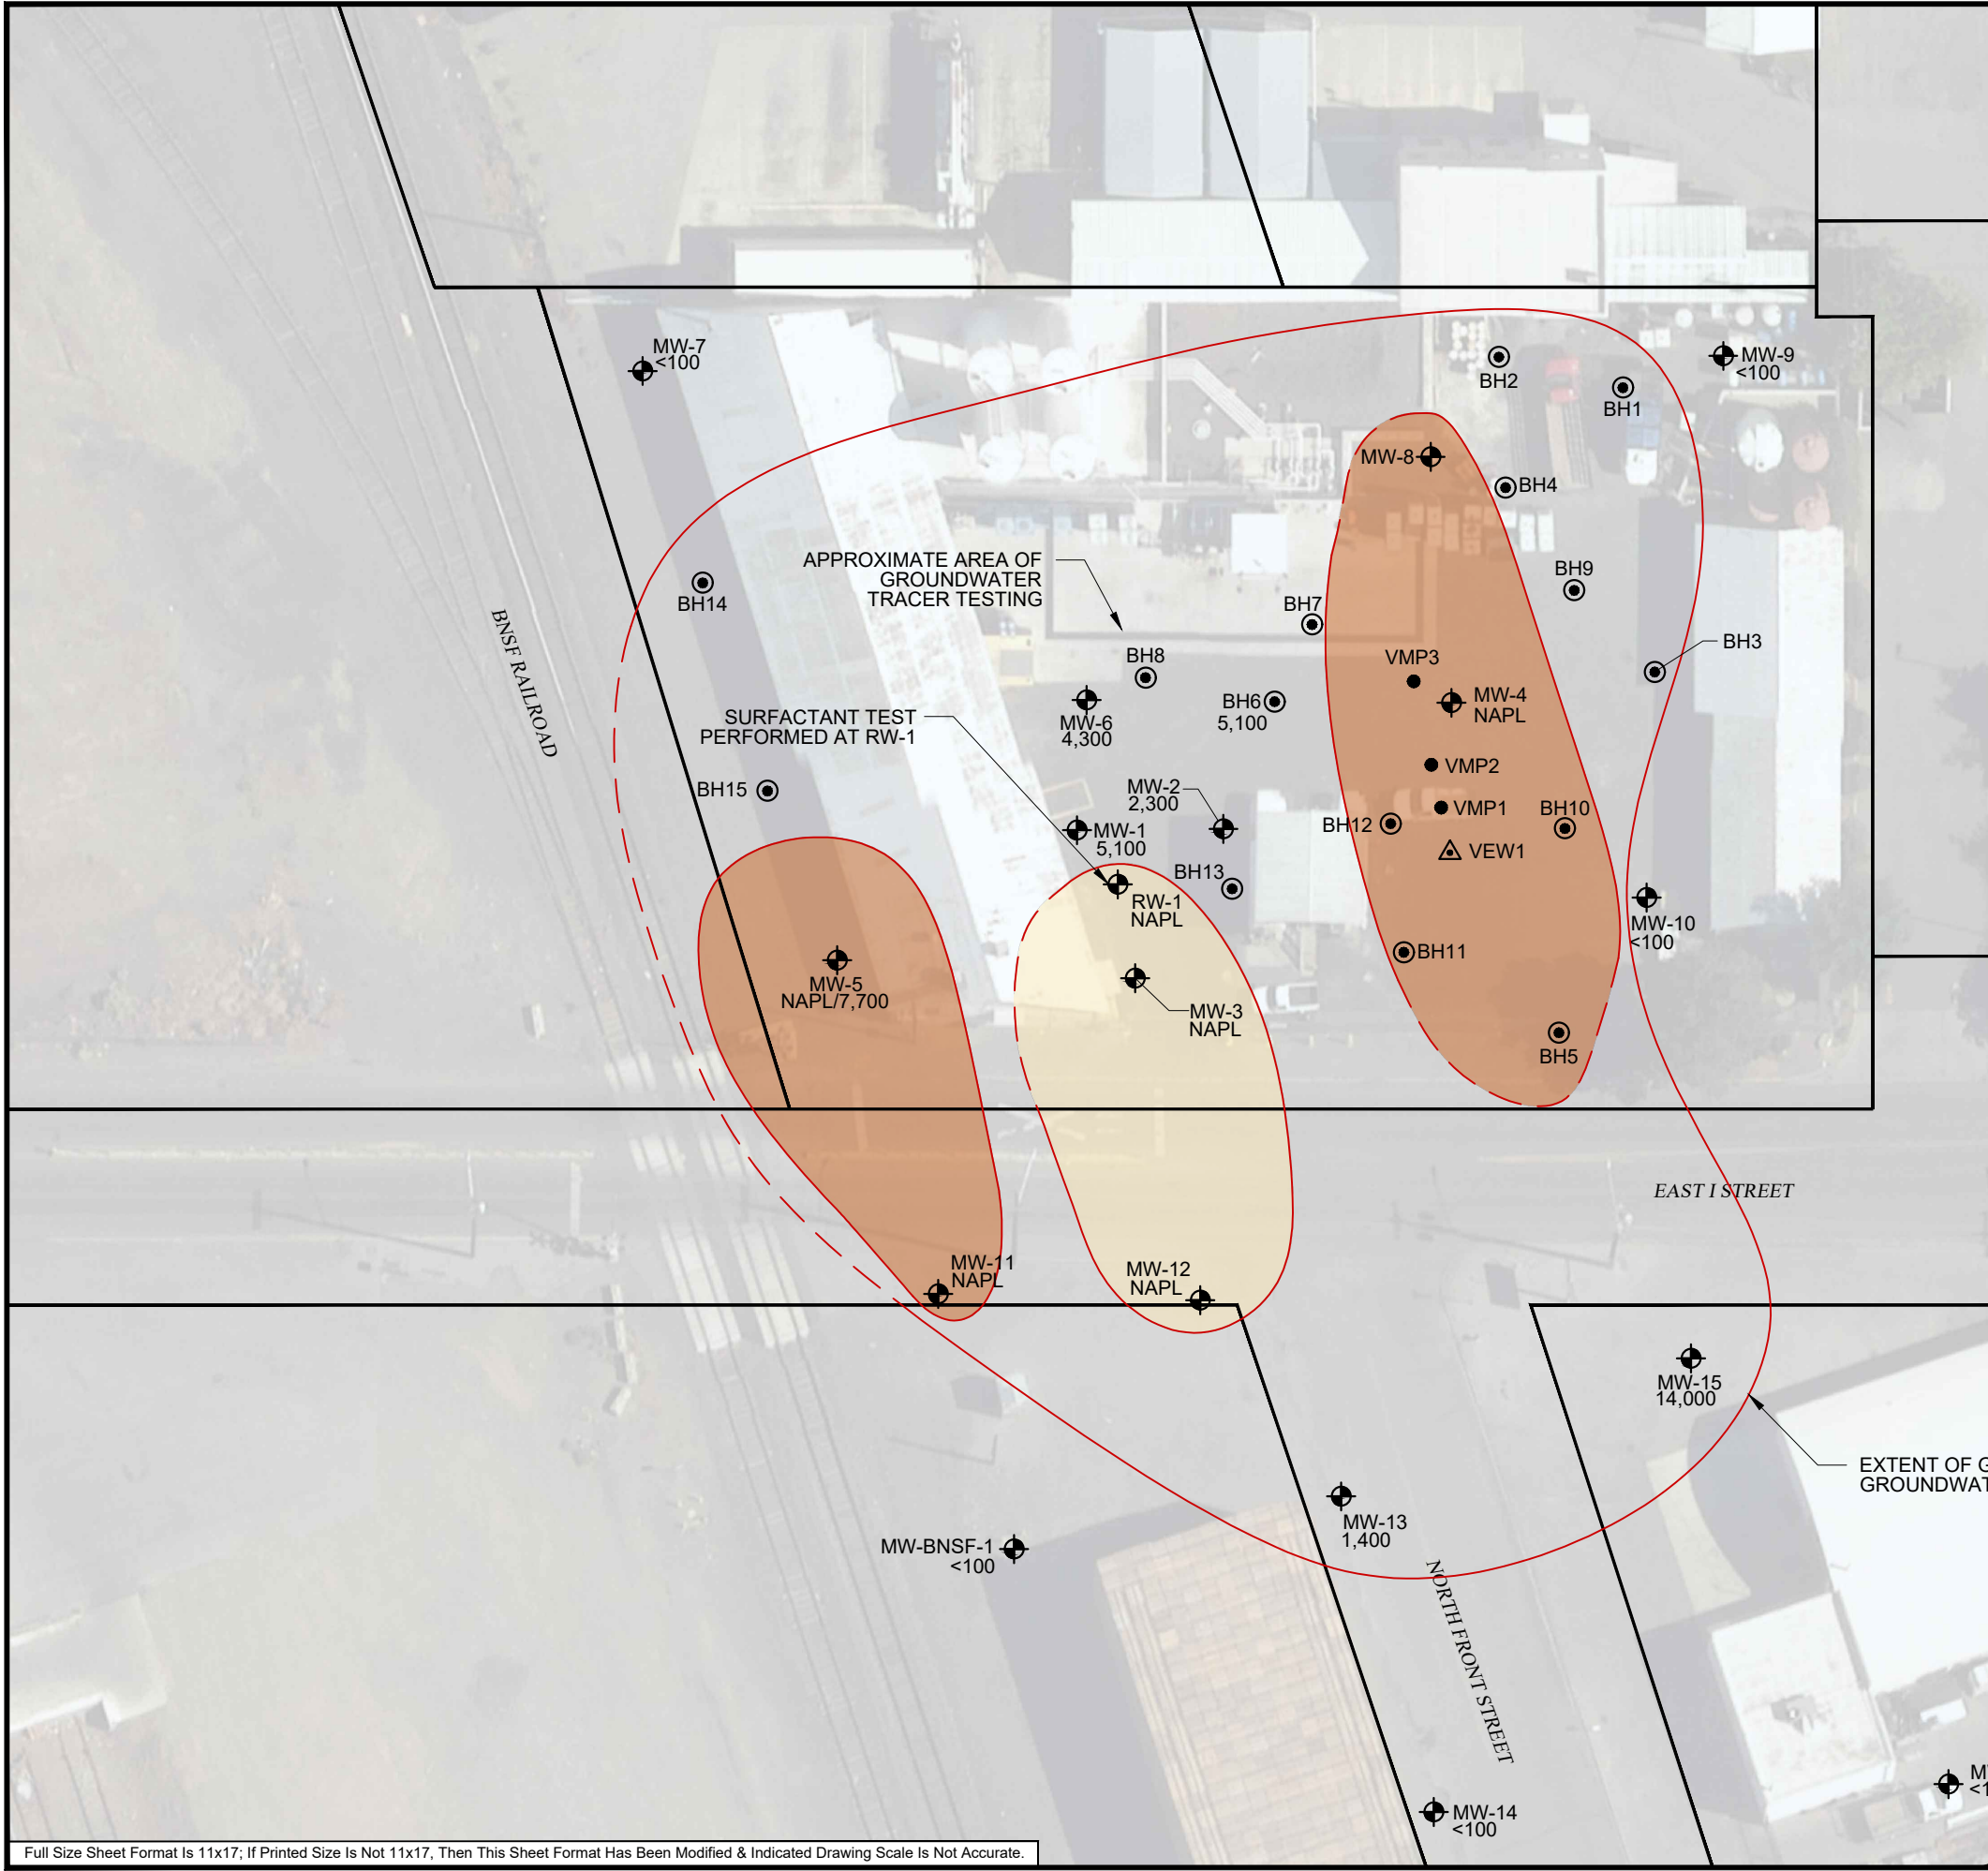 MW-7
<100
MW-9
<100
BH2
BH1
MW-8
BH4
APPROXIMATE AREA OF
GROUNDWATER
TRACER TESTING
BH14
BH9
BH7
BH3
BNSF RAILROAD
BH8
VMP3
MW-4
NAPL
BH6
5,100
MW-6
4,300
SURFACTANT TEST
PERFORMED AT RW-1
VMP2
BH15
MW-2
2,300
VMP1
BH10
BH12
MW-1
5,100
VEW1
BH13
RW-1
NAPL
MW-10
<100
BH11
MW-5
NAPL/7,700
MW-3
NAPL
BH5
EAST I STREET
MW-11
NAPL
MW-12
NAPL
MW-15
14,000
EXTENT OF
GROUNDWAT
MW-13
1,400
MW-BNSF-1
<100
NORTH FRONT STREET
MW-14
<100
Full Size Sheet Format Is 11x17; If Printed Size Is Not 11x17, Then This Sheet Format Has Been Modified & Indicated Drawing Scale Is Not Accurate.